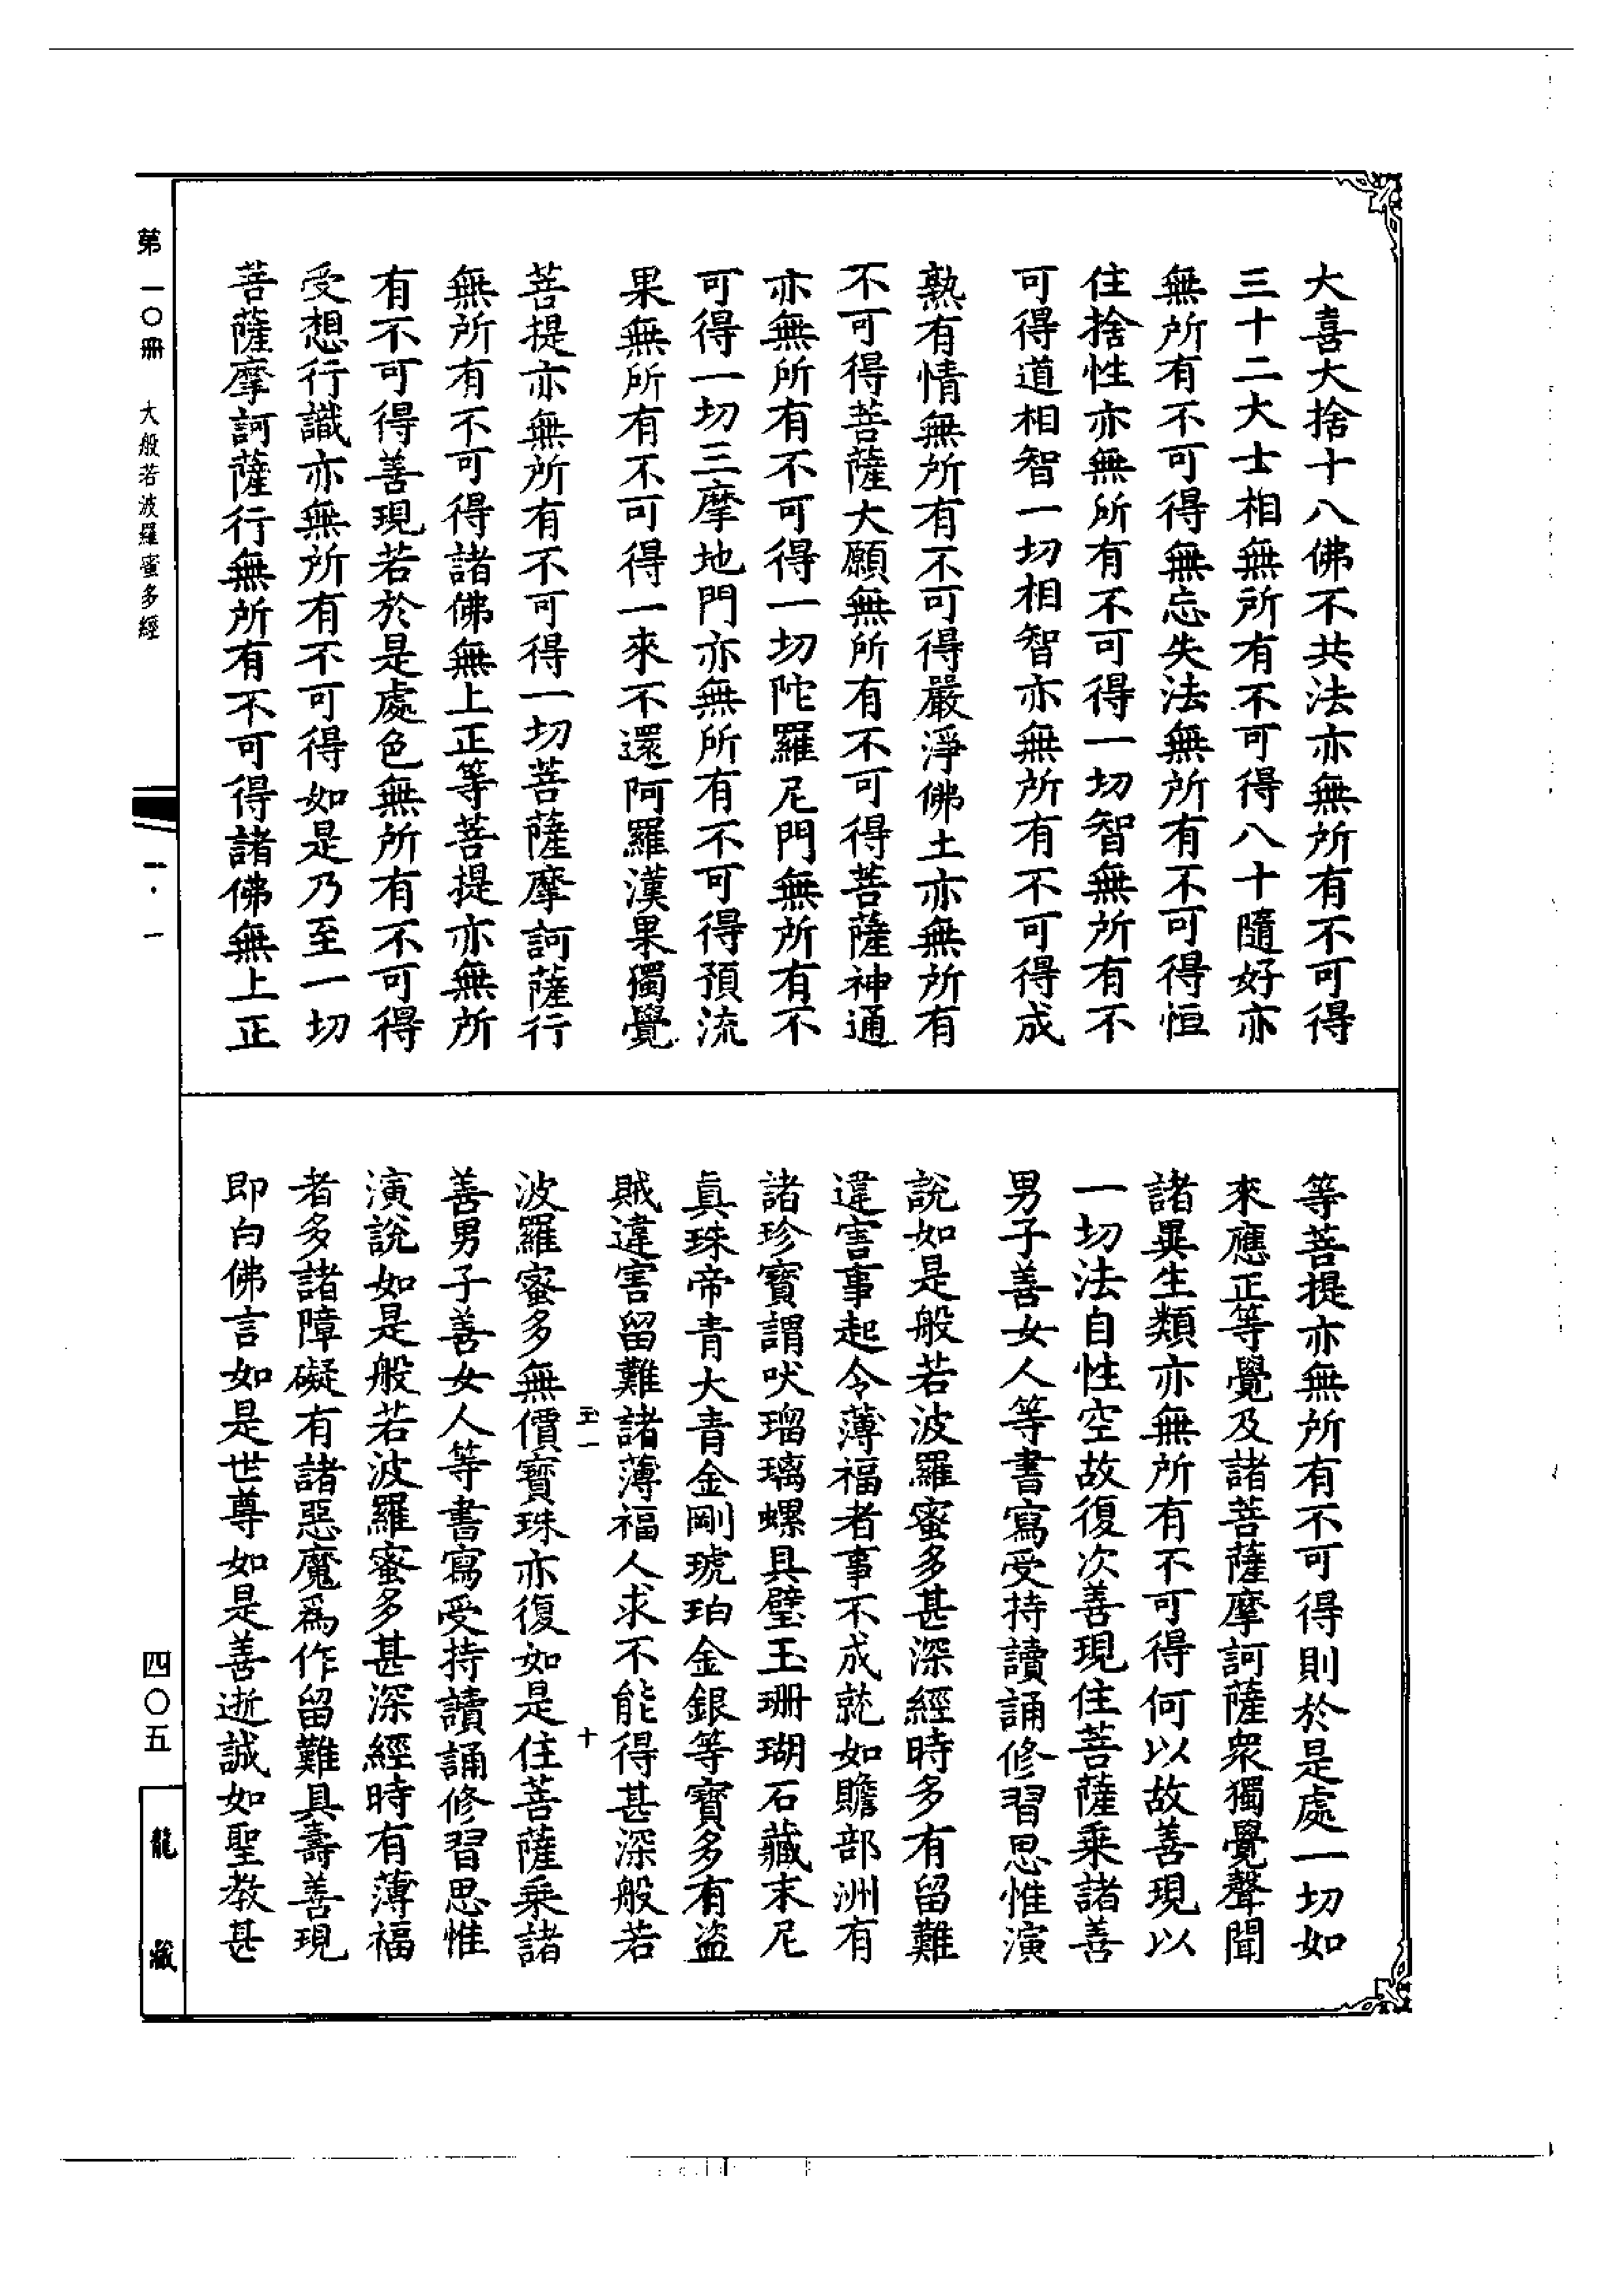 大喜大捨十八佛不共法亦無所有不可得
三十二大士相無所有不可得八十隨好亦
無所有不可得無忘失法無所有不可得恒
住捨性亦無所有不可得一切智無所有不
可得道相智一切相智亦無所有不可得成
熟有情無所有不可得嚴淨佛土亦無所有
不可得菩薩大願無所有不可得菩薩神通
亦無所有不可得一切陀羅尼門無所有不
可得一切三摩地門亦無所有不可得預流
果無所有不可得一來不還阿羅漢果獨覺
菩提亦無所有不可得一切菩薩摩訶薩行
無所有不可得諸佛無上正等菩提亦無所
有不可得善現若於是處色無所有不可得
受想行識亦無所有不可得如是乃至一切
菩薩摩訶薩行無所有不可得諸佛無上正
等菩提亦無所有不可得則於是處一切如
來應正等覺及諸菩薩摩訶薩眾獨覺聲聞
諸異生類亦無所有不可得何以故善現以
一切法自性空故復次善現住菩薩乘諸善
男子善女人等書寫受持讀誦修習思惟演
說如是般若波羅蜜多甚深經時多有留難
違害事起令薄福者事不成就如贍部洲有
諸珍寶謂吠瑠璃螺具璧玉珊瑚石藏末尼
真珠帝青大青金剛琥珀金銀等寶多有盜
賊違害留難諸薄福人求不能得甚深般若
玉一 十
波羅蜜多無價寶珠亦復如是住菩薩乘諸
善男子善女人等書寫受持讀誦修習思惟
演說如是般若波羅蜜多甚深經時有薄福
者多諸障礙有諸惡魔為作留難具壽善現
即白佛言如是世尊如是善逝誠如聖教甚
第一〇冊 大般若波羅蜜多經
一·一
四〇五
龍藏